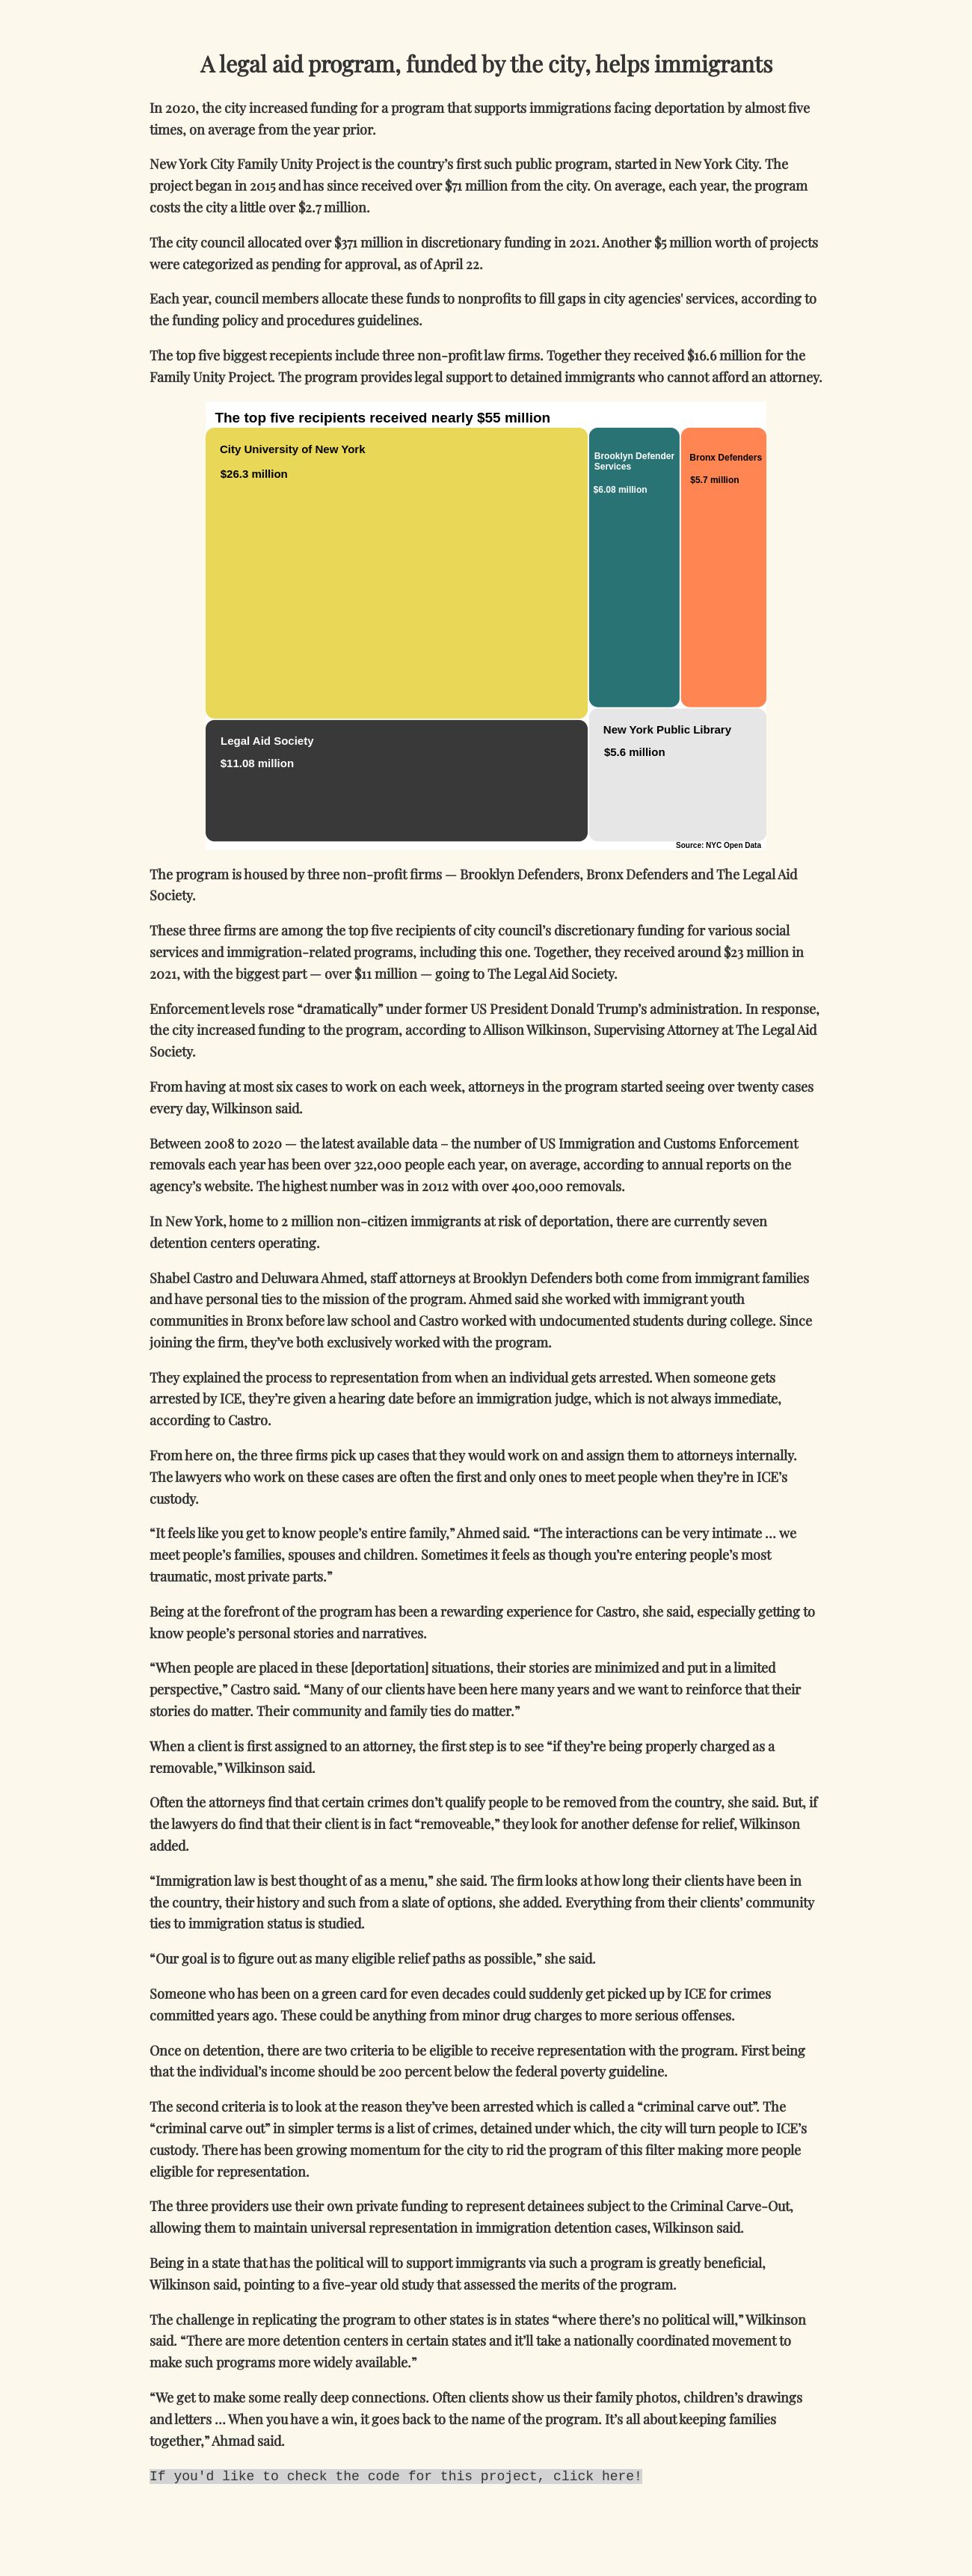 A legal aid program, funded by the city, helps immigrants
In 2020, the city increased funding for a program that supports immigrations facing deportation by almost five
times, on average from the year prior.
New York City Family Unity Project is the country’s first such public program, started in New York City. The
project began in 2015 and has since received over $71 million from the city. On average, each year, the program
costs the city a little over $2.7 million.
The city council allocated over $371 million in discretionary funding in 2021. Another $5 million worth of projects
were categorized as pending for approval, as of April 22.
Each year, council members allocate these funds to nonprofits to fill gaps in city agencies' services, according to
the funding policy and procedures guidelines.
The top five biggest recepients include three non-profit law firms. Together they received $16.6 million for the
Family Unity Project. The program provides legal support to detained immigrants who cannot afford an attorney.
The top five recipients received nearly $55 million
City University of New York
$26.3 million
Brooklyn Defender
Services
$6.08 million
Bronx Defenders
$5.7 million
Legal Aid Society
$11.08 million
New York Public Library
$5.6 million
Source: NYC Open Data
The program is housed by three non-profit firms — Brooklyn Defenders, Bronx Defenders and The Legal Aid
Society.
These three firms are among the top five recipients of city council’s discretionary funding for various social
services and immigration-related programs, including this one. Together, they received around $23 million in
2021, with the biggest part — over $11 million — going to The Legal Aid Society.
Enforcement levels rose “dramatically” under former US President Donald Trump’s administration. In response,
the city increased funding to the program, according to Allison Wilkinson, Supervising Attorney at The Legal Aid
Society.
From having at most six cases to work on each week, attorneys in the program started seeing over twenty cases
every day, Wilkinson said.
Between 2008 to 2020 — the latest available data – the number of US Immigration and Customs Enforcement
removals each year has been over 322,000 people each year, on average, according to annual reports on the
agency’s website. The highest number was in 2012 with over 400,000 removals.
In New York, home to 2 million non-citizen immigrants at risk of deportation, there are currently seven
detention centers operating.
Shabel Castro and Deluwara Ahmed, staff attorneys at Brooklyn Defenders both come from immigrant families
and have personal ties to the mission of the program. Ahmed said she worked with immigrant youth
communities in Bronx before law school and Castro worked with undocumented students during college. Since
joining the firm, they’ve both exclusively worked with the program.
They explained the process to representation from when an individual gets arrested. When someone gets
arrested by ICE, they’re given a hearing date before an immigration judge, which is not always immediate,
according to Castro.
From here on, the three firms pick up cases that they would work on and assign them to attorneys internally.
The lawyers who work on these cases are often the first and only ones to meet people when they’re in ICE’s
custody.
“It feels like you get to know people’s entire family,” Ahmed said. “The interactions can be very intimate … we
meet people’s families, spouses and children. Sometimes it feels as though you’re entering people’s most
traumatic, most private parts.”
Being at the forefront of the program has been a rewarding experience for Castro, she said, especially getting to
know people’s personal stories and narratives.
“When people are placed in these [deportation] situations, their stories are minimized and put in a limited
perspective,” Castro said. “Many of our clients have been here many years and we want to reinforce that their
stories do matter. Their community and family ties do matter.”
When a client is first assigned to an attorney, the first step is to see “if they’re being properly charged as a
removable,” Wilkinson said.
Often the attorneys find that certain crimes don’t qualify people to be removed from the country, she said. But, if
the lawyers do find that their client is in fact “removeable,” they look for another defense for relief, Wilkinson
added.
“Immigration law is best thought of as a menu,” she said. The firm looks at how long their clients have been in
the country, their history and such from a slate of options, she added. Everything from their clients’ community
ties to immigration status is studied.
“Our goal is to figure out as many eligible relief paths as possible,” she said.
Someone who has been on a green card for even decades could suddenly get picked up by ICE for crimes
committed years ago. These could be anything from minor drug charges to more serious offenses.
Once on detention, there are two criteria to be eligible to receive representation with the program. First being
that the individual’s income should be 200 percent below the federal poverty guideline.
The second criteria is to look at the reason they’ve been arrested which is called a “criminal carve out”. The
“criminal carve out” in simpler terms is a list of crimes, detained under which, the city will turn people to ICE’s
custody. There has been growing momentum for the city to rid the program of this filter making more people
eligible for representation.
The three providers use their own private funding to represent detainees subject to the Criminal Carve-Out,
allowing them to maintain universal representation in immigration detention cases, Wilkinson said.
Being in a state that has the political will to support immigrants via such a program is greatly beneficial,
Wilkinson said, pointing to a five-year old study that assessed the merits of the program.
The challenge in replicating the program to other states is in states “where there’s no political will,” Wilkinson
said. “There are more detention centers in certain states and it’ll take a nationally coordinated movement to
make such programs more widely available.”
“We get to make some really deep connections. Often clients show us their family photos, children’s drawings
and letters … When you have a win, it goes back to the name of the program. It’s all about keeping families
together,” Ahmad said.
If you'd like to check the code for this project, click here!